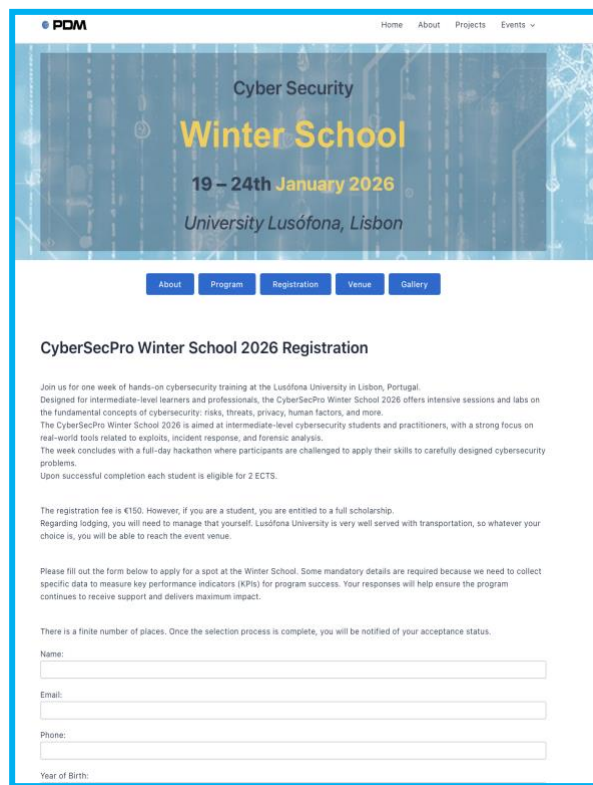 PDM
Home About Projects Events
Cyber Security
Winter School
19 – 24th January 2026
University Lusófona, Lisbon
About Program Registration Venue Gallery
CyberSecPro Winter School 2026 Registration
Join us for one week of hands-on cybersecurity training at the Lusófona University in Lisbon, Portugal.
Designed for intermediate-level learners and professionals, the CyberSecPro Winter School 2026 offers intensive sessions and labs on
the fundamental concepts of cybersecurity: risks, threats, privacy, human factors, and more.
The CyberSecPro Winter School 2026 is aimed at intermediate-level cybersecurity students and practitioners, with a strong focus on
real-world tools related to exploits, incident response, and forensic analysis.
The week concludes with a full-day hackathon where participants are challenged to apply their skills to carefully designed cybersecurity
problems.
Upon successful completion each student is eligible for 2 ECTS.
The registration fee is €150. However, if you are a student, you are entitled to a full scholarship.
Regarding lodging, you will need to manage that yourself. Lusófona University is very well served with transportation, so whatever your
choice is, you will be able to reach the event venue.
Please fill out the form below to apply for a spot at the Winter School. Some mandatory details are required because we need to collect
specific data to measure key performance indicators (KPIs) for program success. Your responses will help ensure the program
continues to receive support and delivers maximum impact.
There is a finite number of places. Once the selection process is complete, you will be notified of your acceptance status.
Name:
Email:
Phone:
Year of Birth: